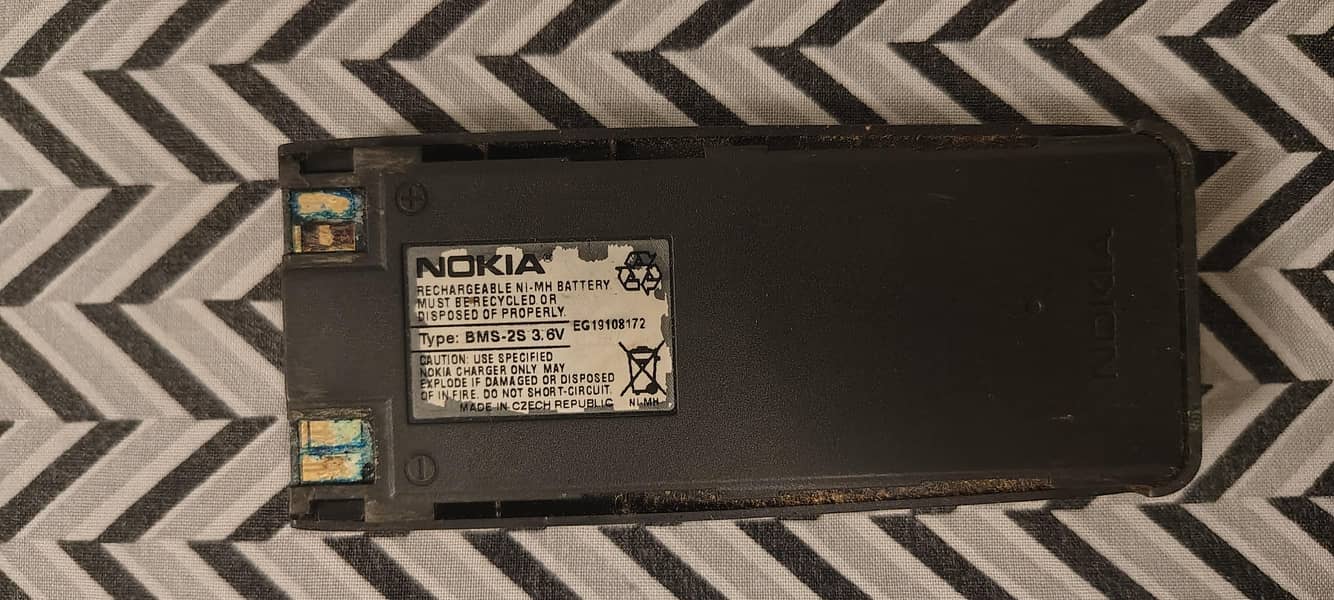 NOKIA
RECHARGEABLE NI-MH BATTERY
MUST BE RECYCLED OR
DISPOSED OF PROPERLY.
EG19108172
Type: BMS-2S 3.6V
CAUTION: USE SPECIFIED
NOKIA CHARGER ONLY. MAY
EXPLODE IF DAMAGED OR DISPOSED
OF IN FIRE. DO NOT SHORT-CIRCUIT.
MADE IN CZECH REPUBLIC
NI-MH
NOKIA